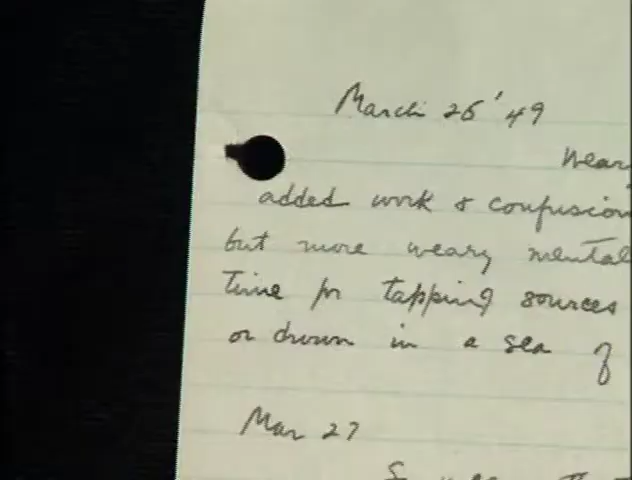 March 26 '49
Weary
added work & confusion
but more weary mental
time for tapping sources
or drown in a sea of
Mar 27